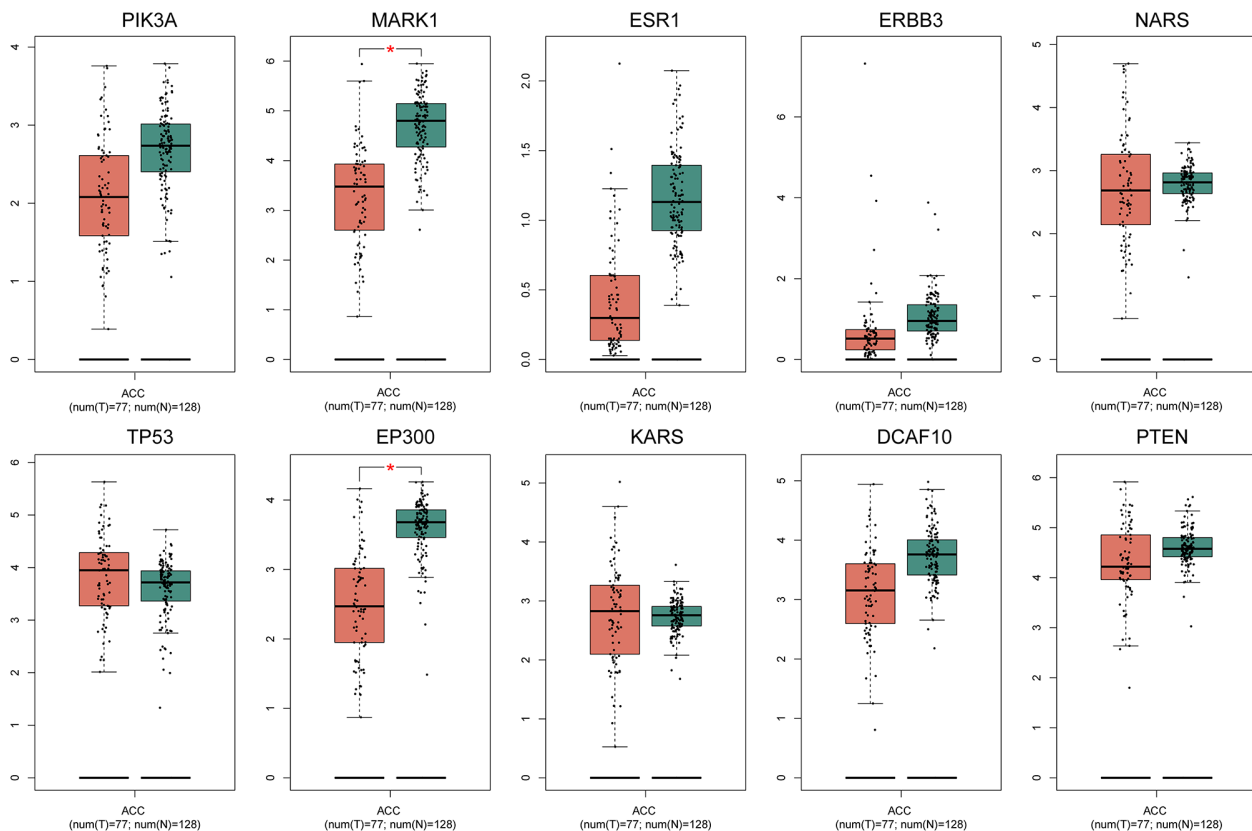 PIK3A MARK1 ESR1 ERBB3 NARS
4 3 2 1 0
6 5 4 3 2 1 0
*
2.0 1.5 1.0 0.5 0.0
6 4 2 0
5 4 3 2 1 0
ACC ACC ACC ACC ACC
(num(T)=77; num(N)=128) (num(T)=77; num(N)=128) (num(T)=77; num(N)=128) (num(T)=77; num(N)=128) (num(T)=77; num(N)=128)
TP53 EP300 KARS DCAF10 PTEN
6 5 4 3 2 1 0
4 3 2 1 0
*
5 4 3 2 1 0
5 4 3 2 1 0
6 5 4 3 2 1 0
ACC ACC ACC ACC ACC
(num(T)=77; num(N)=128) (num(T)=77; num(N)=128) (num(T)=77; num(N)=128) (num(T)=77; num(N)=128) (num(T)=77; num(N)=128)